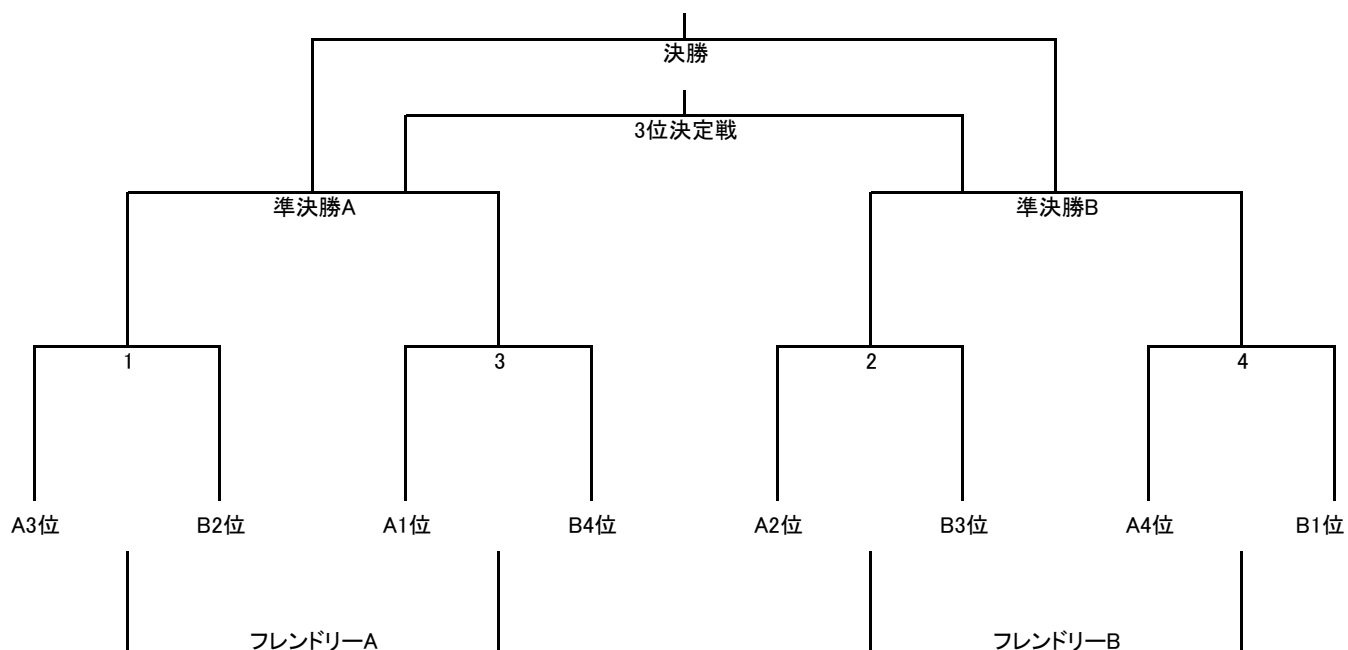 決勝
3位決定戦
準決勝A
準決勝B
1
3
2
4
A3位
B2位
A1位
B4位
A2位
B3位
A4位
B1位
フレンドリーA
フレンドリーB